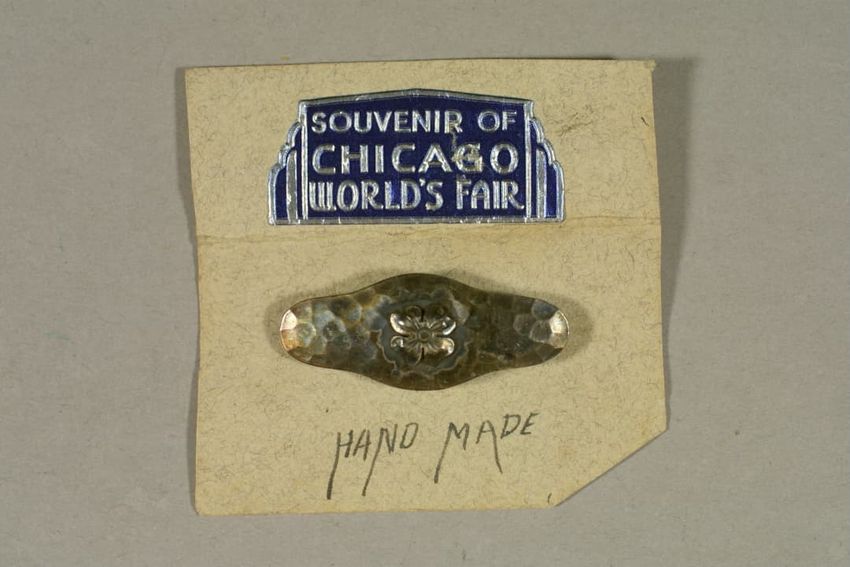 SOUVENIR OF
CHICAGO
WORLD'S FAIR
HAND MADE